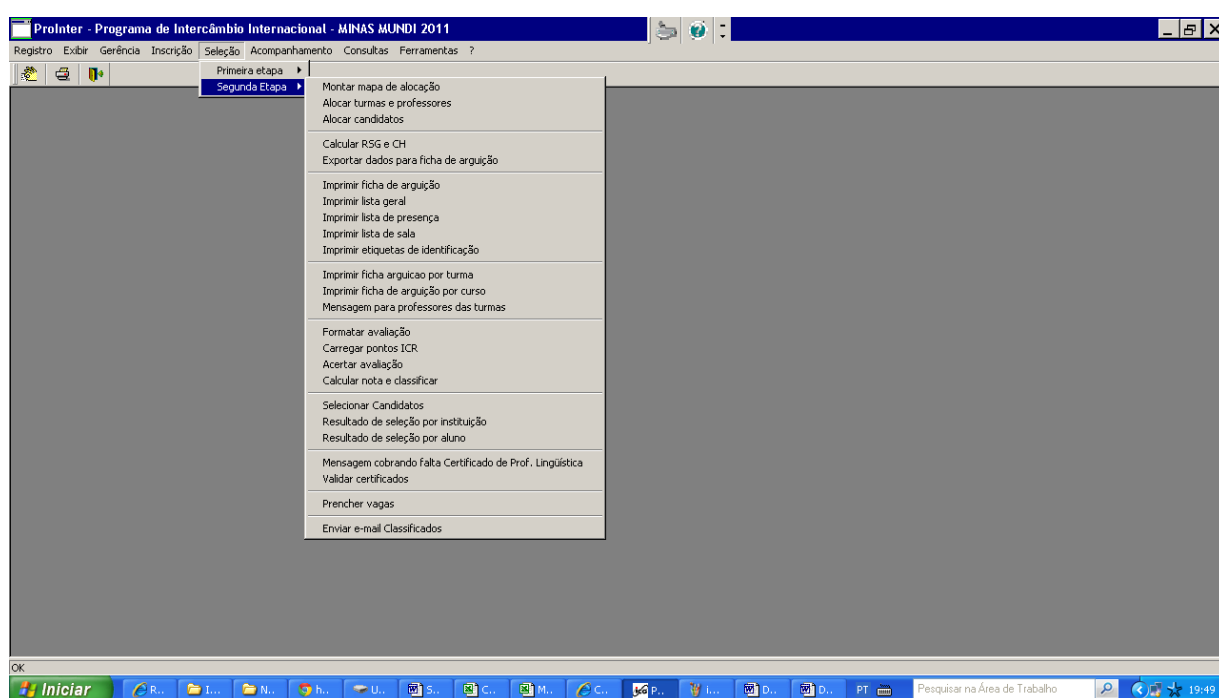 ProInter - Programa de Intercâmbio Internacional - MINAS MUNDI 2011
Registro Exibir Gerência Inscrição Seleção Acompanhamento Consultas Ferramentas ?
Primeira etapa
Segunda Etapa
Montar mapa de alocação
Alocar turmas e professores
Alocar candidatos
Calcular RSG e CH
Exportar dados para ficha de arguição
Imprimir ficha de arguição
Imprimir lista geral
Imprimir lista de presença
Imprimir lista de sala
Imprimir etiquetas de identificação
Imprimir ficha arguicao por turma
Imprimir ficha de arguição por curso
Mensagem para professores das turmas
Formatar avaliação
Carregar pontos ICR
Acertar avaliação
Calcular nota e classificar
Selecionar Candidatos
Resultado de seleção por instituição
Resultado de seleção por aluno
Mensagem cobrando falta Certificado de Prof. Lingüística
Validar certificados
Prencher vagas
Enviar e-mail Classificados
OK
Iniciar R... I... N... h... U... S... C... M... C... P... i... D... D... PT Pesquisar na Área de Trabalho 19:49